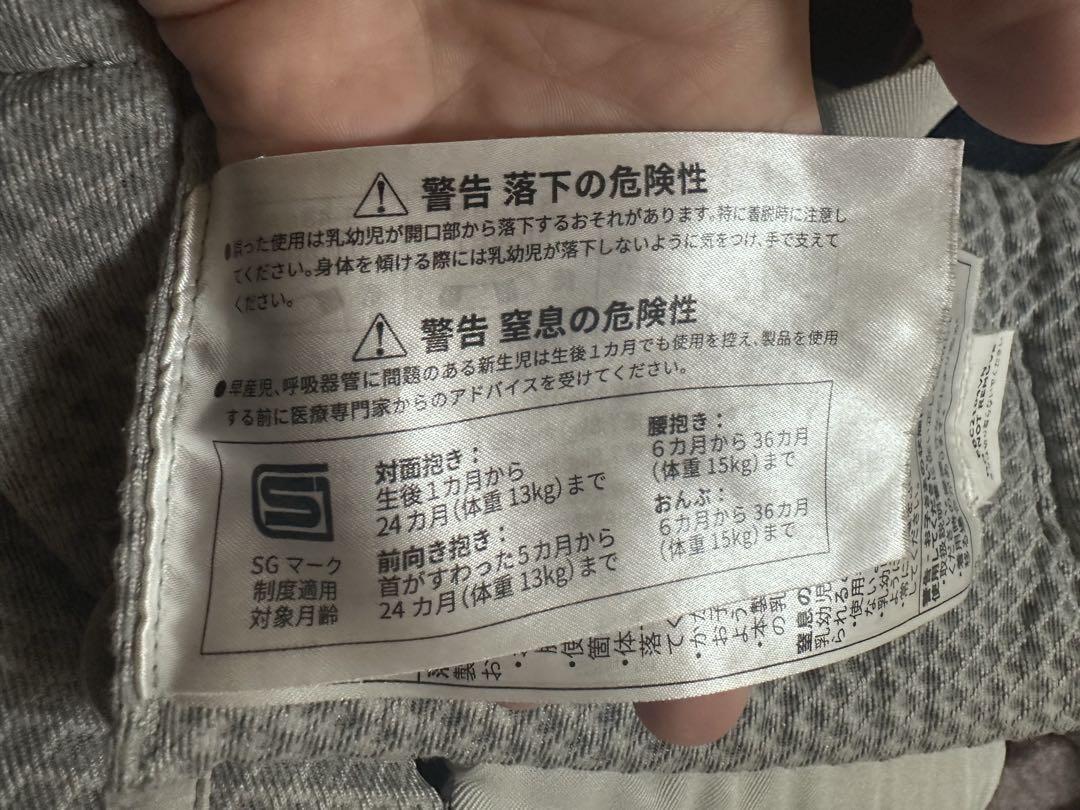 警告 落下の危険性
●誤った使用は乳幼児が開口部から落下するおそれがあります。特に着脱時に注意し
てください。身体を傾ける際には乳幼児が落下しないように気をつけ、手で支えて
ください。
警告 窒息の危険性
●早産児、呼吸器管に問題のある新生児は生後1カ月でも使用を控え、製品を使用
する前に医療専門家からのアドバイスを受けてください。
SGマーク
制度適用
対象月齢
対面抱き：
生後1カ月から
24カ月（体重13kg）まで
前向き抱き：
首がすわった5カ月から
24カ月（体重13kg）まで
腰抱き：
6カ月から36カ月
（体重15kg）まで
おんぶ：
6カ月から36カ月
（体重15kg）まで
窒息の
乳幼児